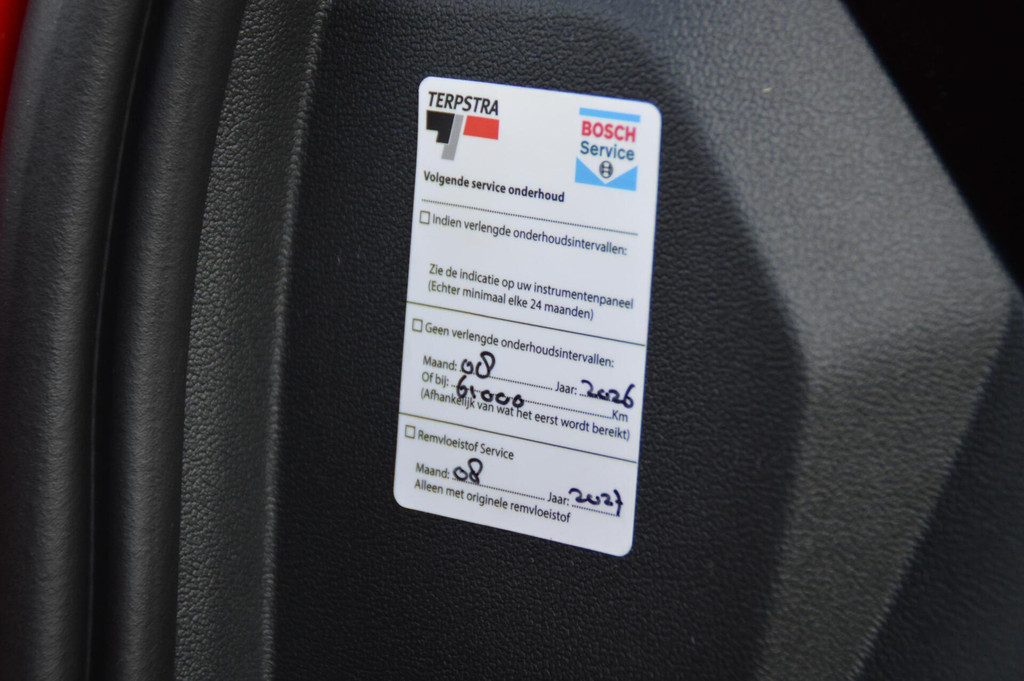 TERPSTRA
BOSCH
Service
Volgende service onderhoud
Indien verlengde onderhoudsintervallen:
Zie de indicatie op uw instrumentenpaneel
(Echter minimaal elke 24 maanden)
Geen verlengde onderhoudsintervallen:
Maand: 08 Jaar: 2026
Of bij: 61000 Km
(Afhankelijk van wat het eerst wordt bereikt)
Remvloeistof Service
Maand: 08 Jaar: 2027
Alleen met originele remvloeistof